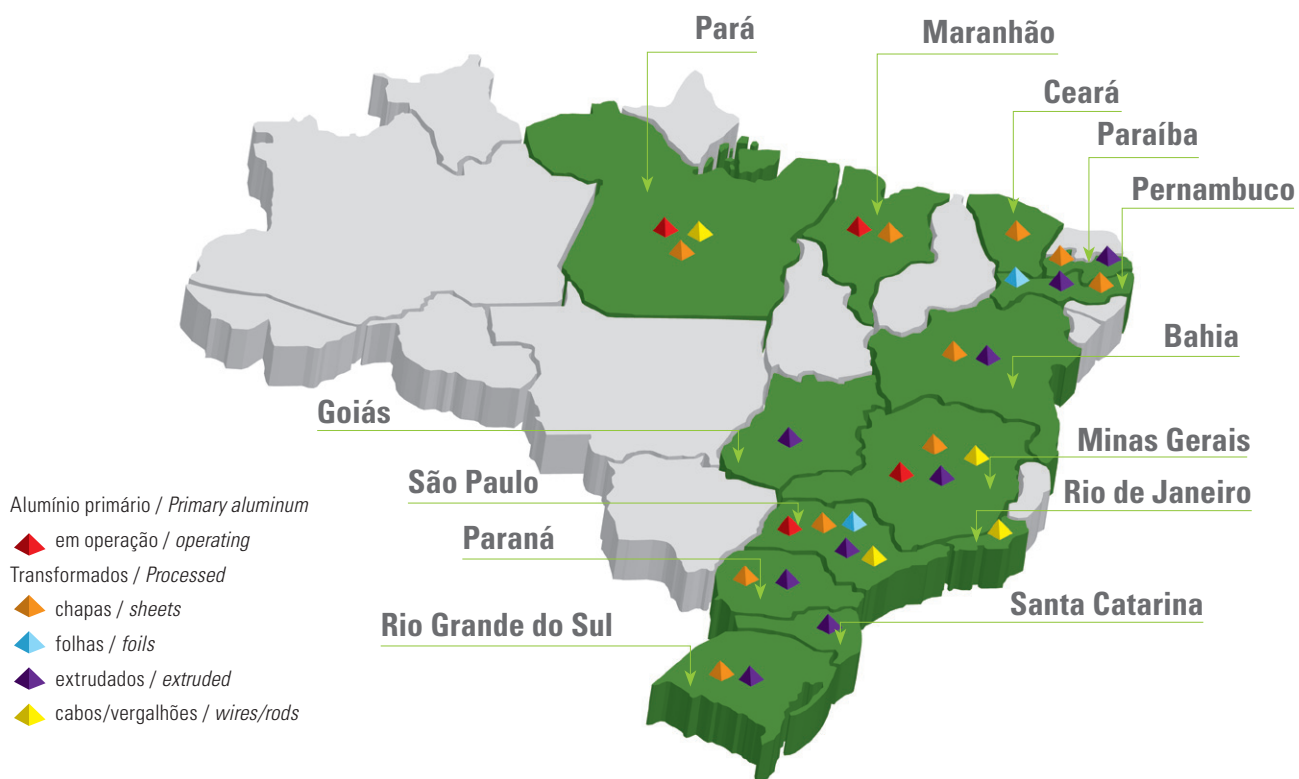 Pará
Maranhão
Ceará
Paraíba
Pernambuco
Bahia
Goiás
Minas Gerais
São Paulo
Rio de Janeiro
Paraná
Santa Catarina
Rio Grande do Sul
Alumínio primário / Primary aluminum
em operação / operating
Transformados / Processed
chapas / sheets
folhas / foils
extrudados / extruded
cabos/vergalhões / wires/rods